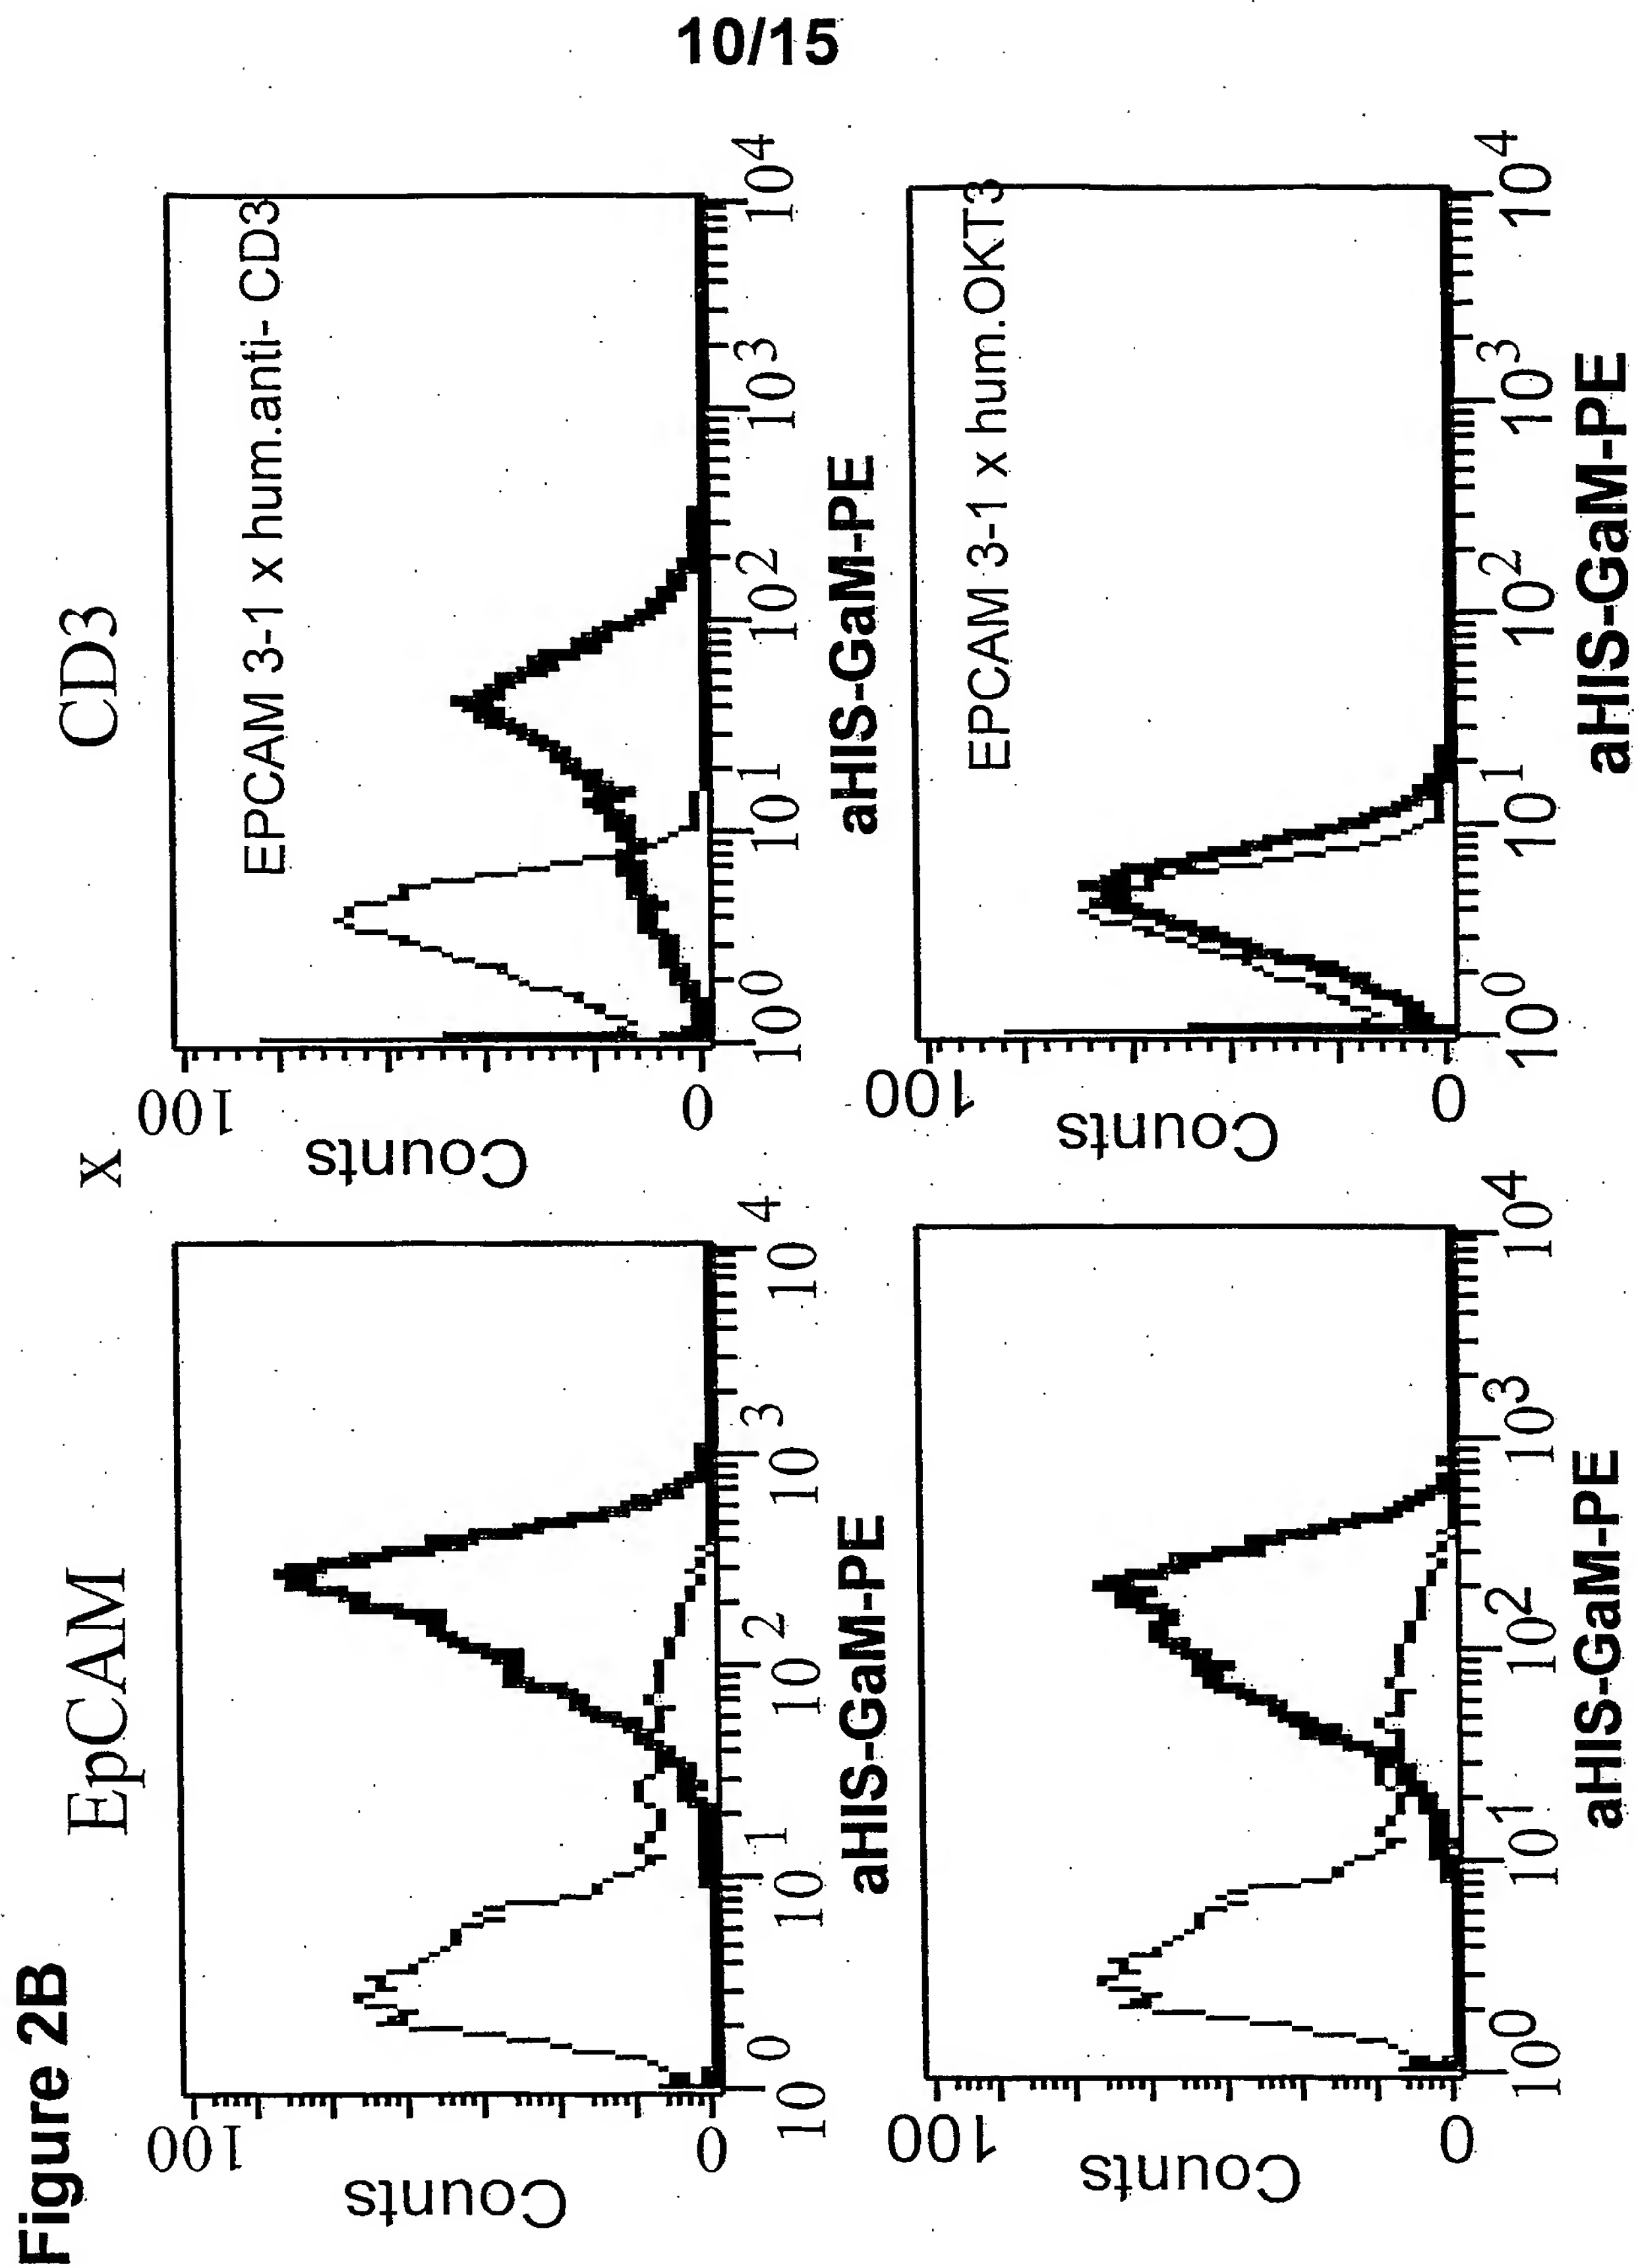 10/15
Figure 2B
EpCAM x CD3
Counts
100
0
10^0 10^1 10^2 10^3 10^4
aHIS-GaM-PE
EPCAM 3-1 x hum.anti- CD3
Counts
100
0
10^0 10^1 10^2 10^3 10^4
aHIS-GaM-PE
Counts
100
0
10^0 10^1 10^2 10^3 10^4
aHIS-GaM-PE
EPCAM 3-1 x hum.OKT3
Counts
100
0
10^0 10^1 10^2 10^3 10^4
aHIS-GaM-PE